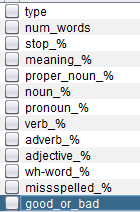 type
num_words
stop_%
meaning_%
proper_noun_%
noun_%
pronoun_%
verb_%
adverb_%
adjective_%
wh-word_%
missspelled_%
good_or_bad